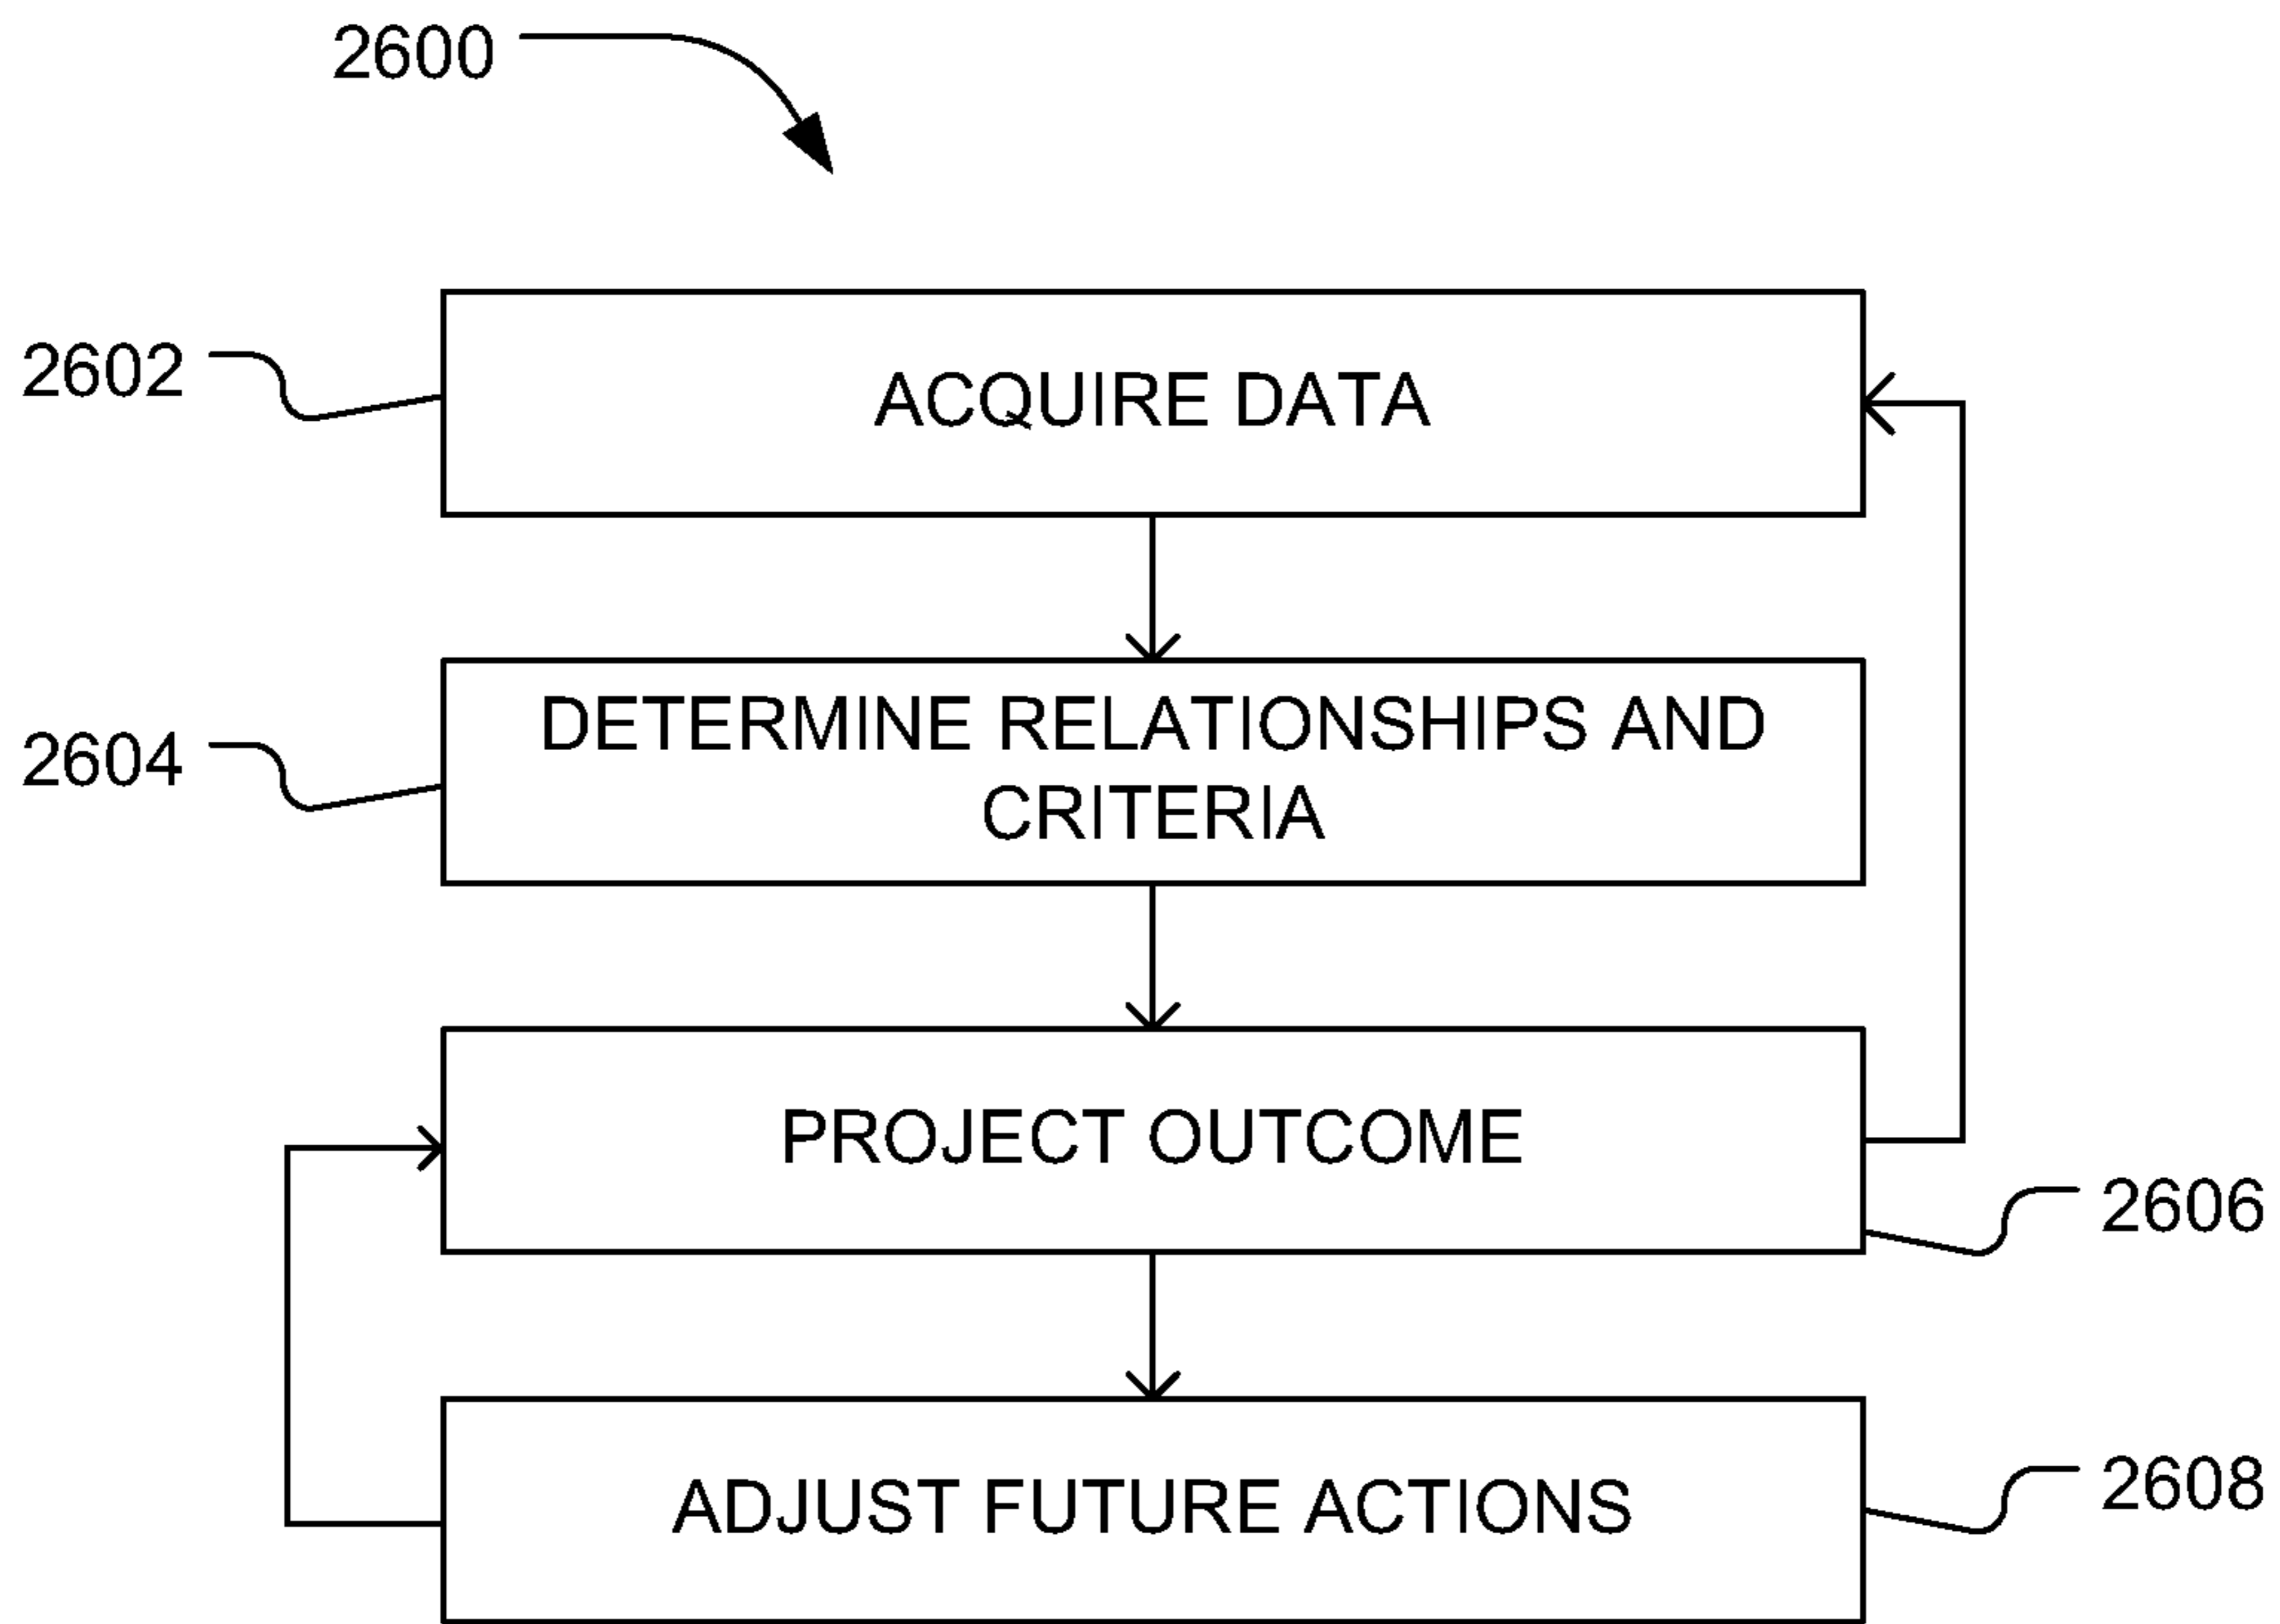 2600
2602
ACQUIRE DATA
2604
DETERMINE RELATIONSHIPS AND
CRITERIA
PROJECT OUTCOME
2606
ADJUST FUTURE ACTIONS
2608